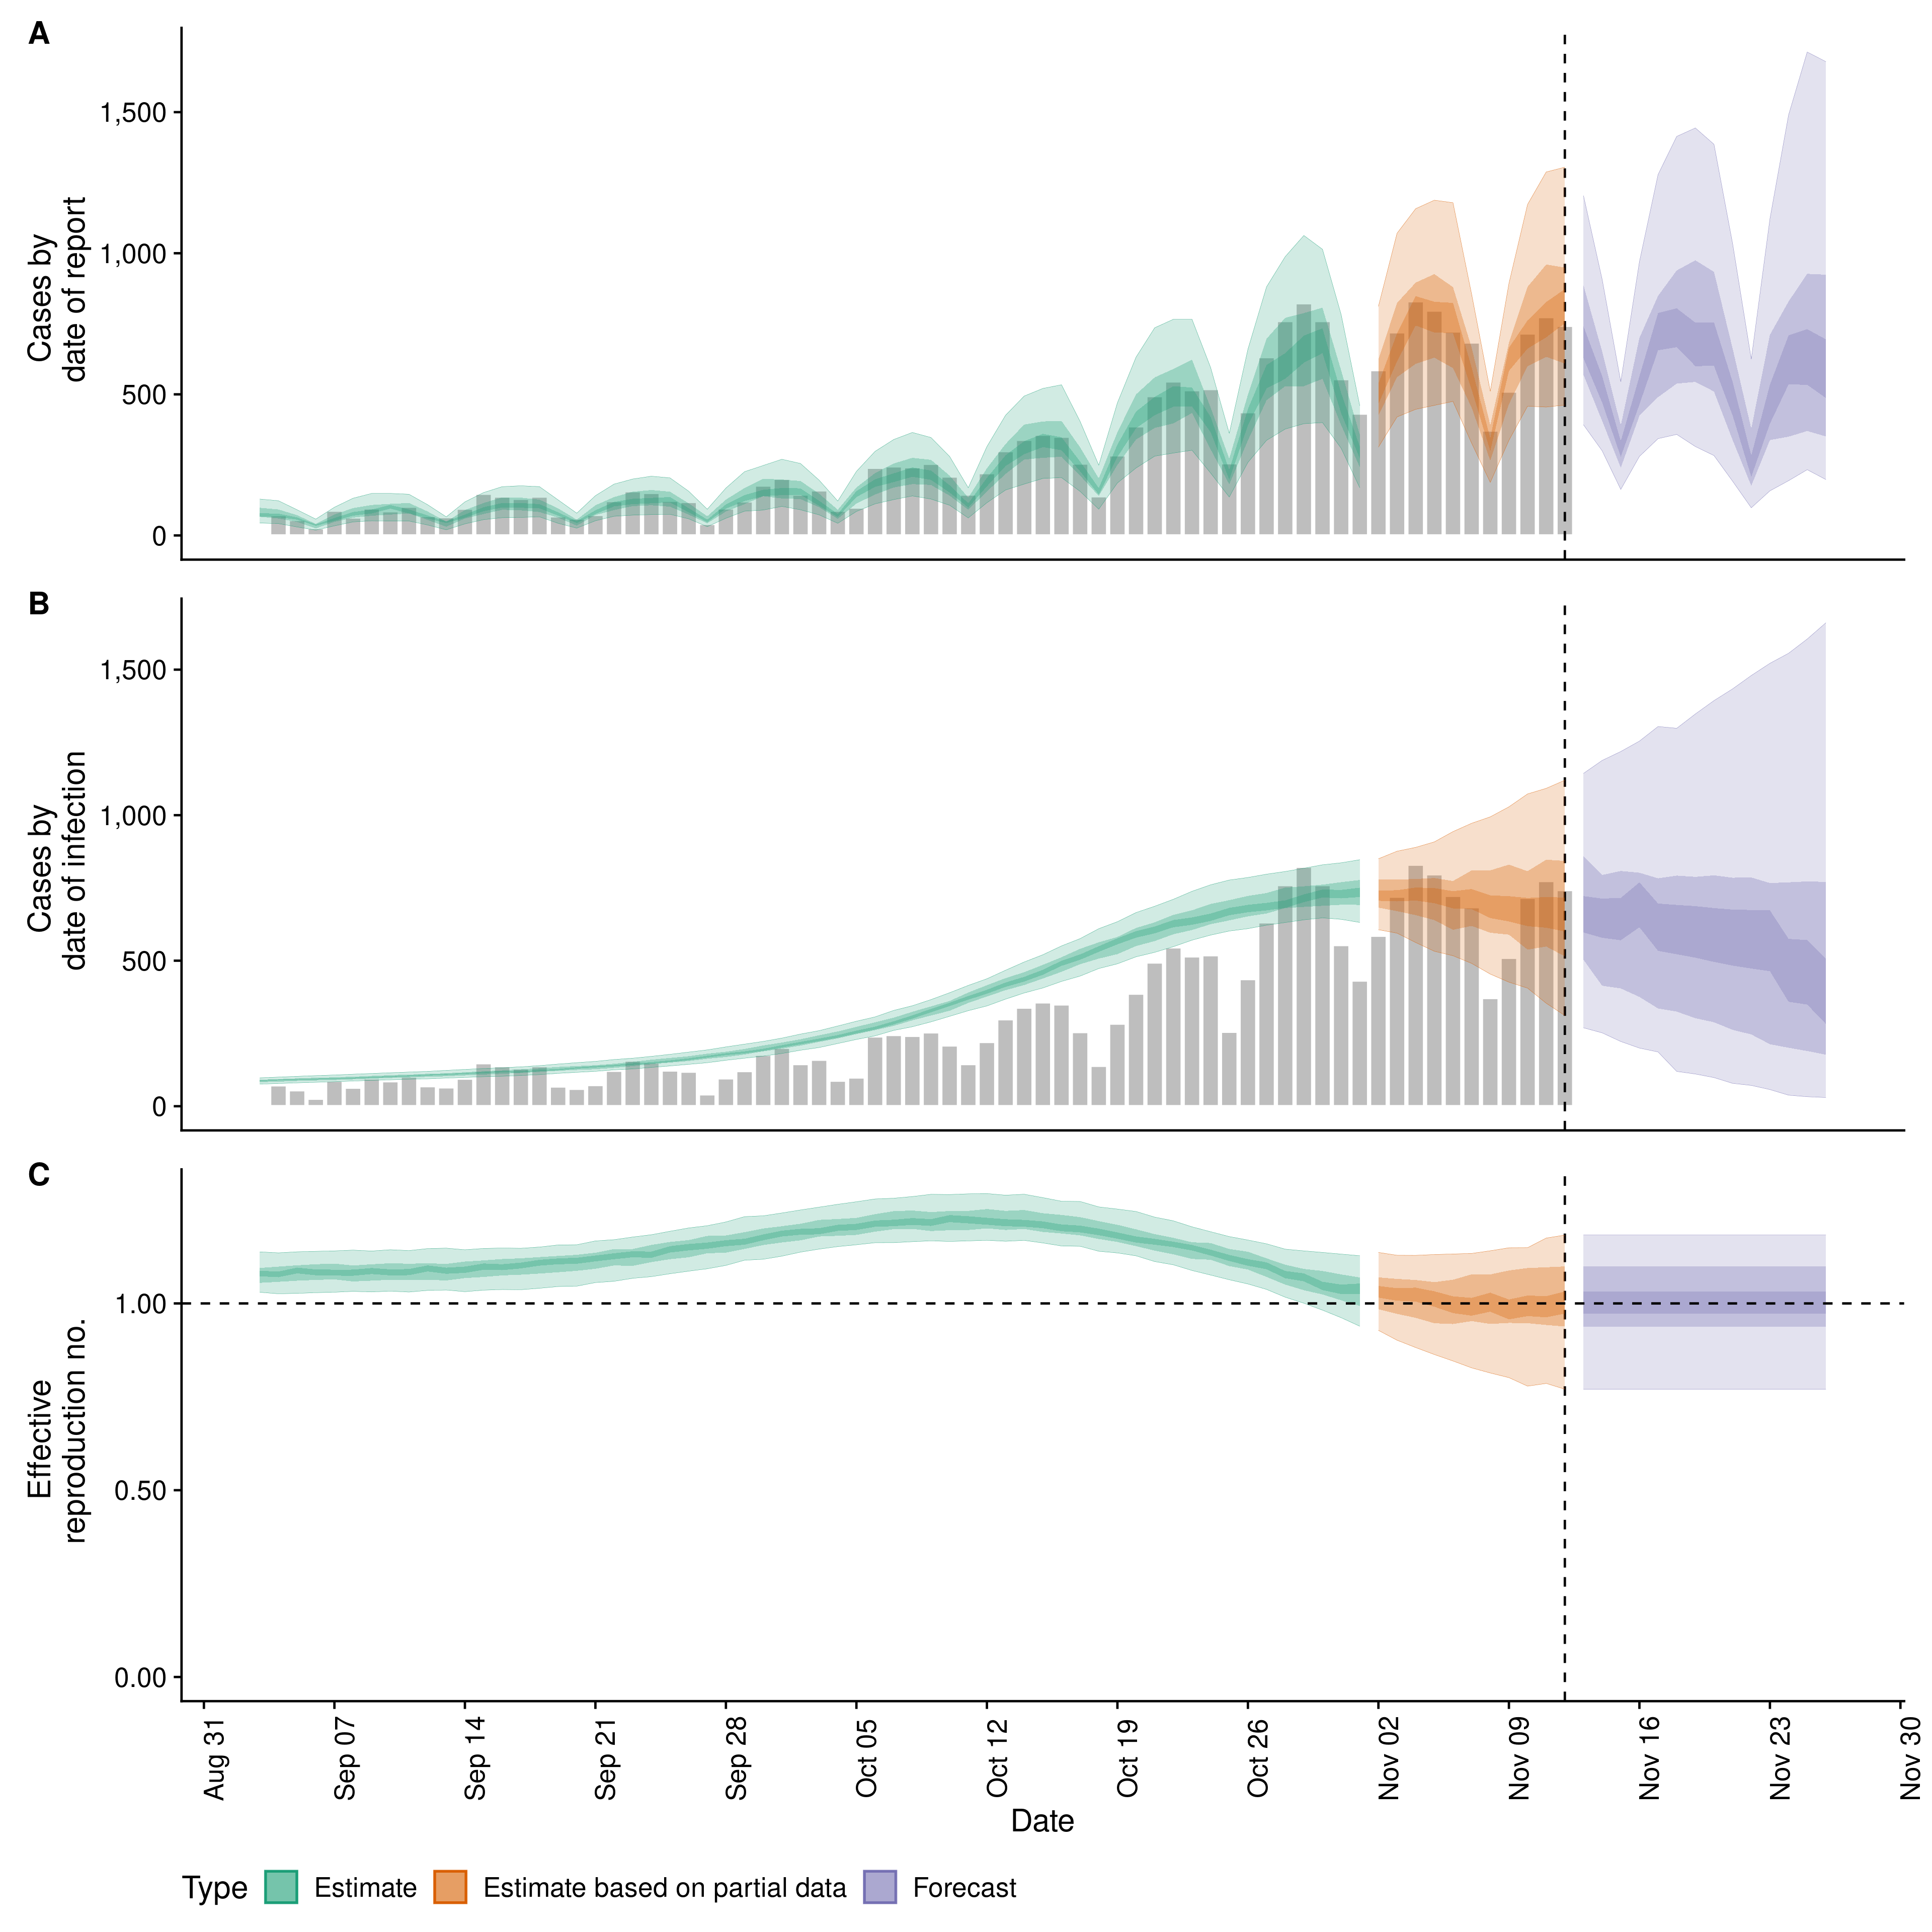 A
Cases by
date of report
1,500
1,000
500
0
B
Cases by
date of infection
1,500
1,000
500
0
C
Effective
reproduction no.
1.00
0.50
0.00
Aug 31
Sep 07
Sep 14
Sep 21
Sep 28
Oct 05
Oct 12
Oct 19
Oct 26
Nov 02
Nov 09
Nov 16
Nov 23
Nov 30
Date
Type Estimate Estimate based on partial data Forecast